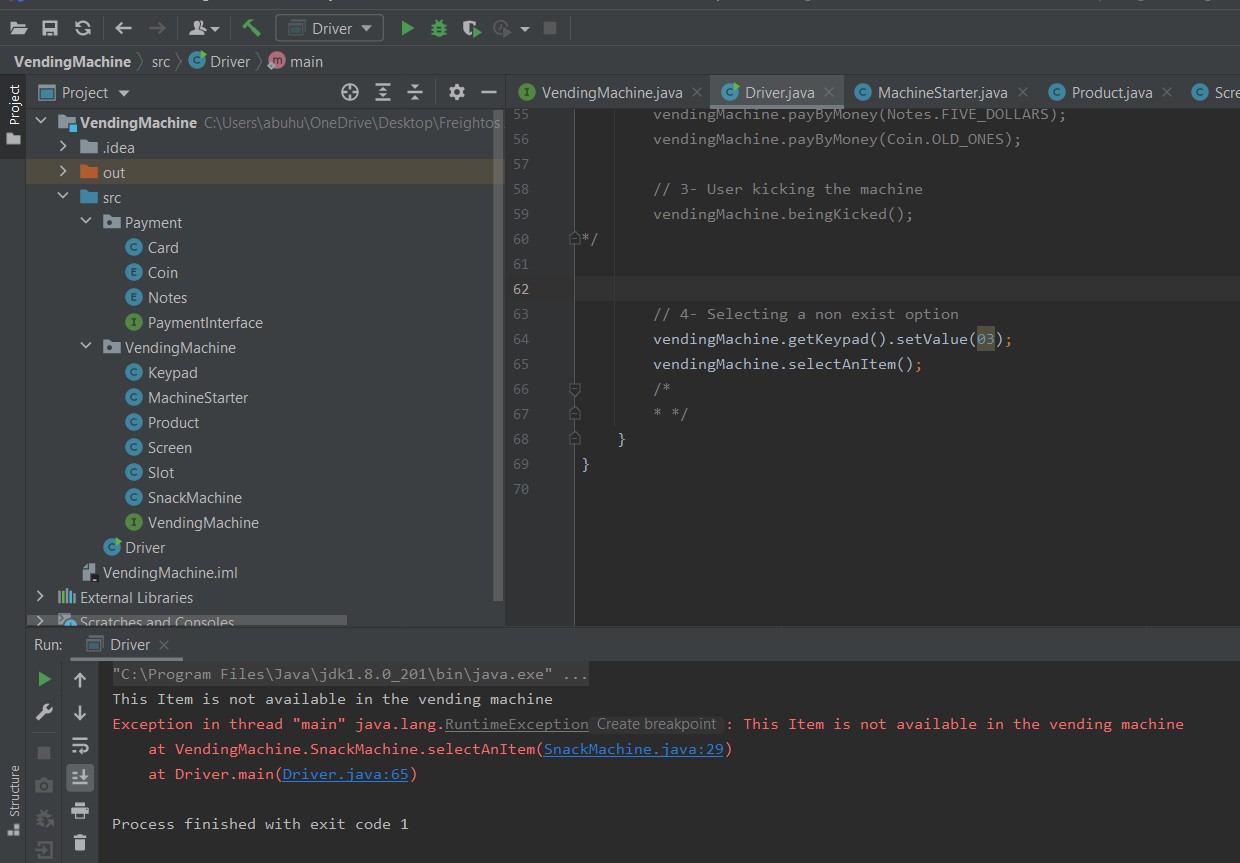 Driver
VendingMachine src Driver main
Project
Project
VendingMachine.java
Driver.java
MachineStarter.java
Product.java
Scre
VendingMachine C:\Users\abuhu\OneDrive\Desktop\Freightos
.idea
out
src
Payment
Card
Coin
Notes
PaymentInterface
VendingMachine
Keypad
MachineStarter
Product
Screen
Slot
SnackMachine
VendingMachine
Driver
VendingMachine.iml
External Libraries
Scratches and Consoles
55 vendingMachine.payByMoney(Notes.FIVE_DOLLARS);
56 vendingMachine.payByMoney(Coin.OLD_ONES);
57
58 // 3- User kicking the machine
59 vendingMachine.beingKicked();
60 */
61
62
63 // 4- Selecting a non exist option
64 vendingMachine.getKeypad().setValue(03);
65 vendingMachine.selectAnItem();
66 /*
67 * */
68 }
69 }
70
Run: Driver
"C:\Program Files\Java\jdk1.8.0_201\bin\java.exe" ...
This Item is not available in the vending machine
Exception in thread "main" java.lang.RuntimeException Create breakpoint : This Item is not available in the vending machine
at VendingMachine.SnackMachine.selectAnItem(SnackMachine.java:29)
at Driver.main(Driver.java:65)
Process finished with exit code 1
Structure